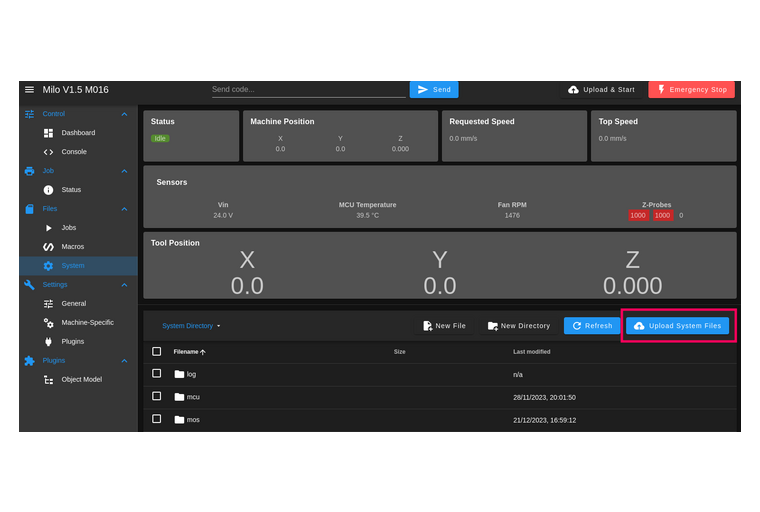 Milo V1.5 M016
Send code...
Send
Upload & Start
Emergency Stop
Control
Dashboard
Console
Job
Status
Files
Jobs
Macros
System
Settings
General
Machine-Specific
Plugins
Plugins
Object Model
Status
Idle
Machine Position
X Y Z
0.0 0.0 0.000
Requested Speed
0.0 mm/s
Top Speed
0.0 mm/s
Sensors
Vin MCU Temperature Fan RPM Z-Probes
24.0 V 39.5 °C 1476 1000 1000 0
Tool Position
X Y Z
0.0 0.0 0.000
System Directory New File New Directory Refresh Upload System Files
Filename Size Last modified
log n/a
mcu 28/11/2023, 20:01:50
mos 21/12/2023, 16:59:12